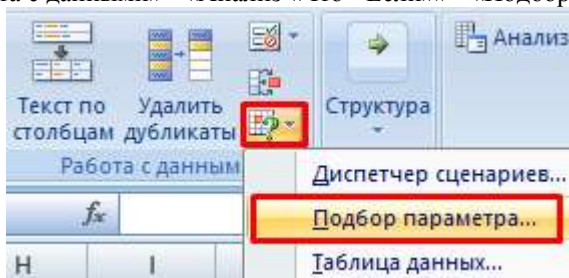 Анализ
Текст по столбцам
Удалить дубликаты
Структура
Работа с данным
Диспетчер сценариев...
fx
Подбор параметра...
H I
Таблица данных...